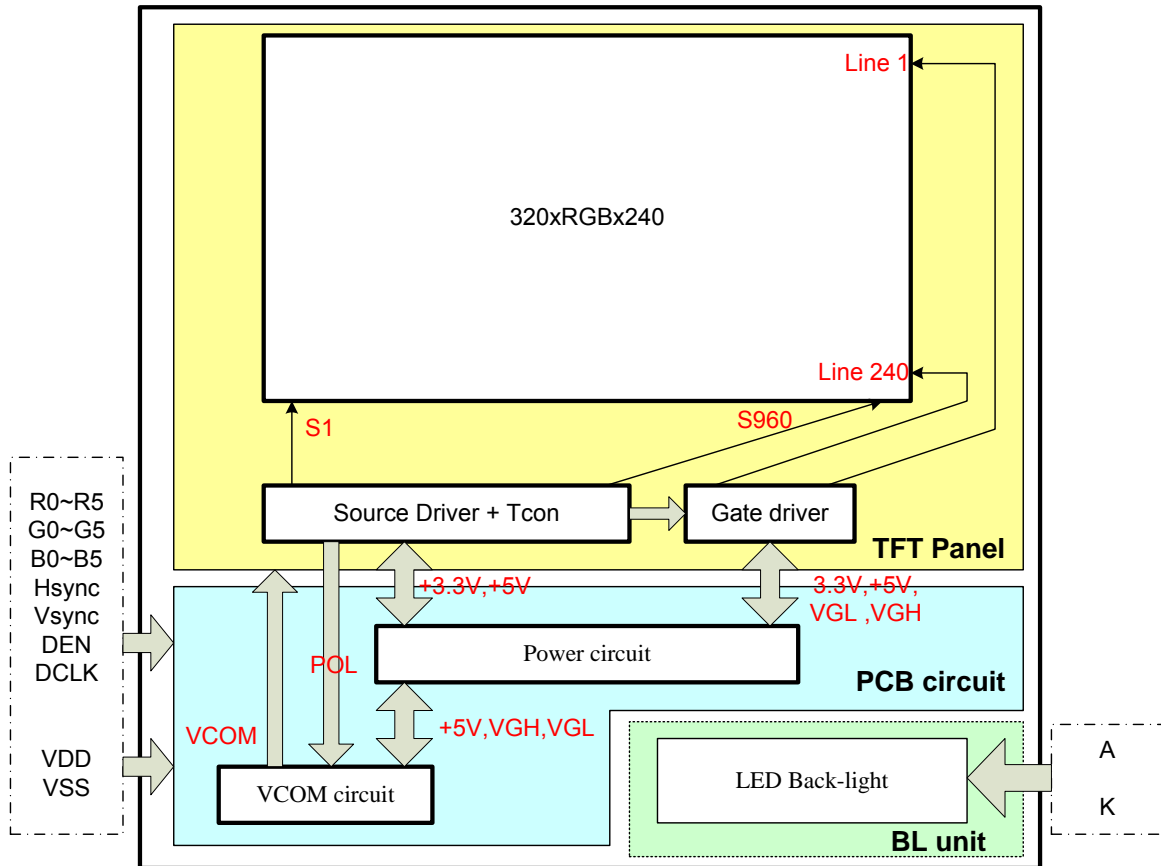 Line 1
320xRGBx240
Line 240
S1
S960
Source Driver + Tcon
Gate driver
TFT Panel
R0~R5
G0~G5
B0~B5
Hsync
Vsync
DEN
DCLK
VDD
VSS
+3.3V,+5V
3.3V,+5V,
VGL ,VGH
Power circuit
POL
PCB circuit
VCOM
+5V,VGH,VGL
VCOM circuit
LED Back-light
BL unit
A
K